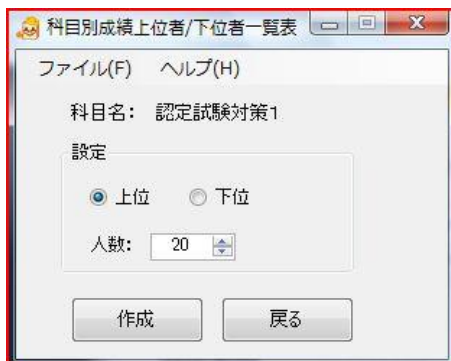 科目別成績上位者/下位者一覧表
ファイル(F) ヘルプ(H)
科目名: 認定試験対策1
設定
上位 下位
人数: 20
作成 戻る